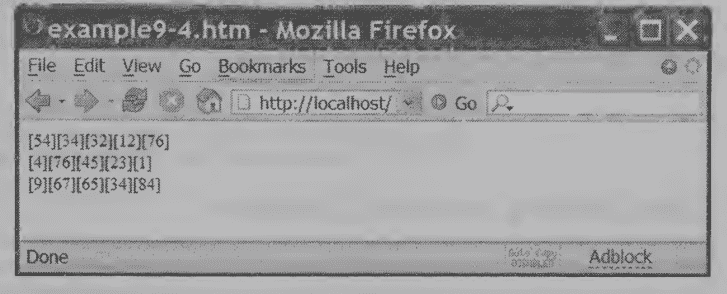 example9-4.htm - Mozilla Firefox
File Edit View Go Bookmarks Tools Help
http://localhost/ Go
[54][34][32][12][76]
[4][76][45][23][1]
[9][67][65][34][84]
Done Adblock